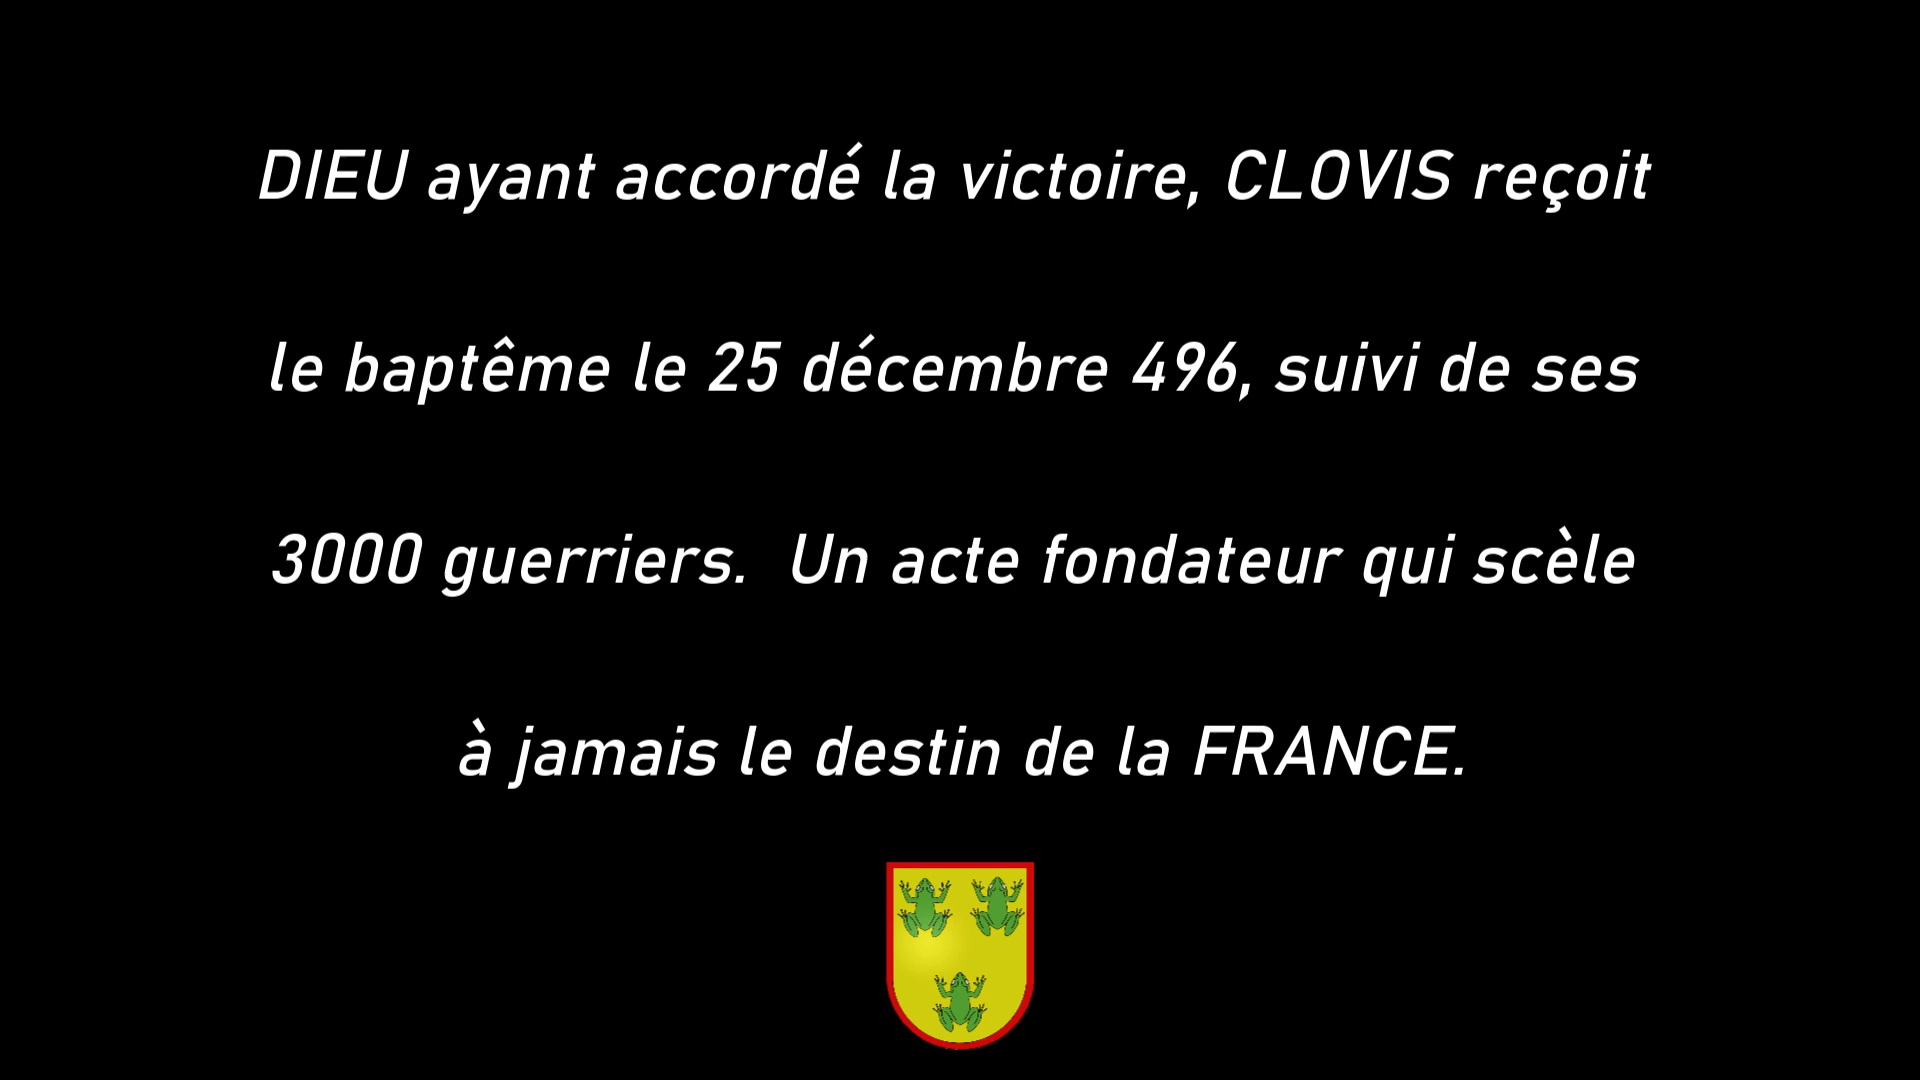 DIEU ayant accordé la victoire, CLOVIS reçoit
le baptême le 25 décembre 496, suivi de ses
3000 guerriers.  Un acte fondateur qui scèle
à jamais le destin de la FRANCE.